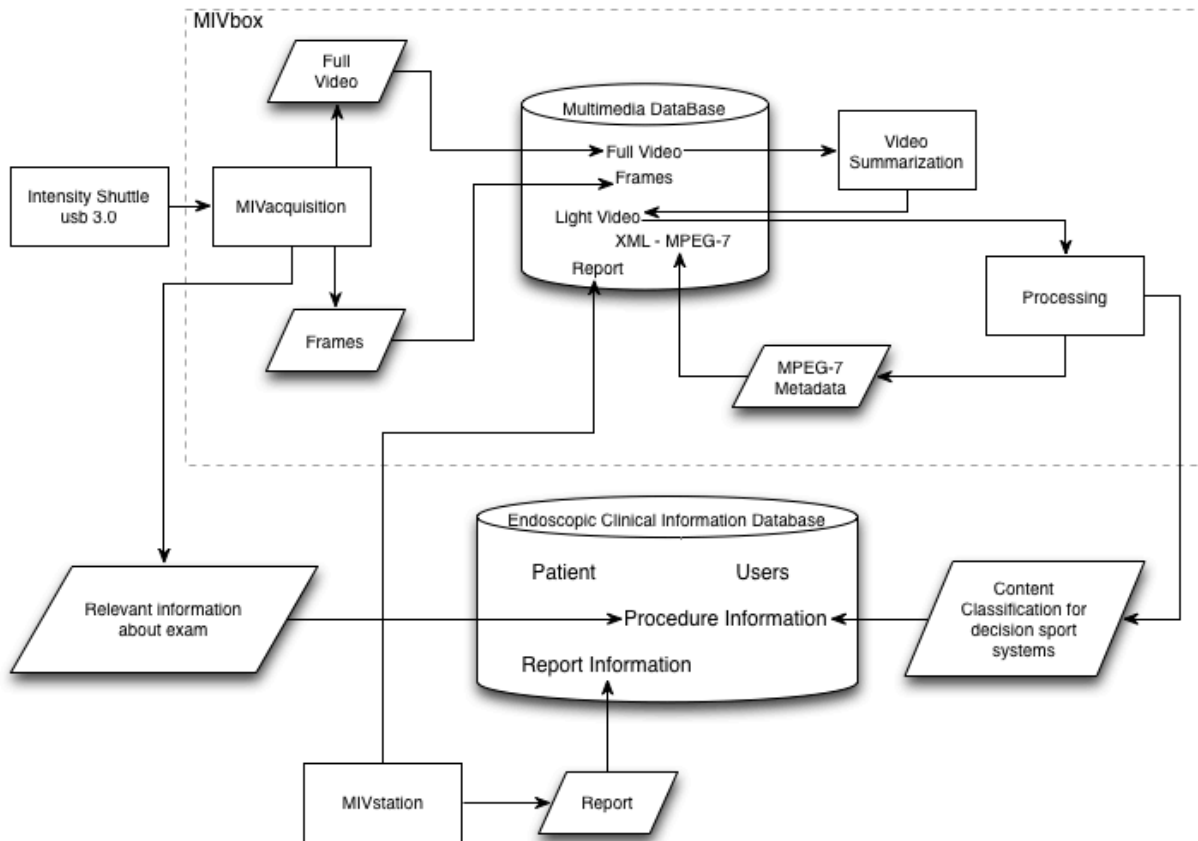 MIVbox
Full
Video
Multimedia DataBase
Full Video
Frames
Light Video
XML - MPEG-7
Report
Video
Summarization
Intensity Shuttle
usb 3.0
MIVacquisition
Processing
Frames
MPEG-7
Metadata
Endoscopic Clinical Information Database
Patient
Users
Procedure Information
Report Information
Relevant information
about exam
Content
Classification for
decision sport
systems
MIVstation
Report